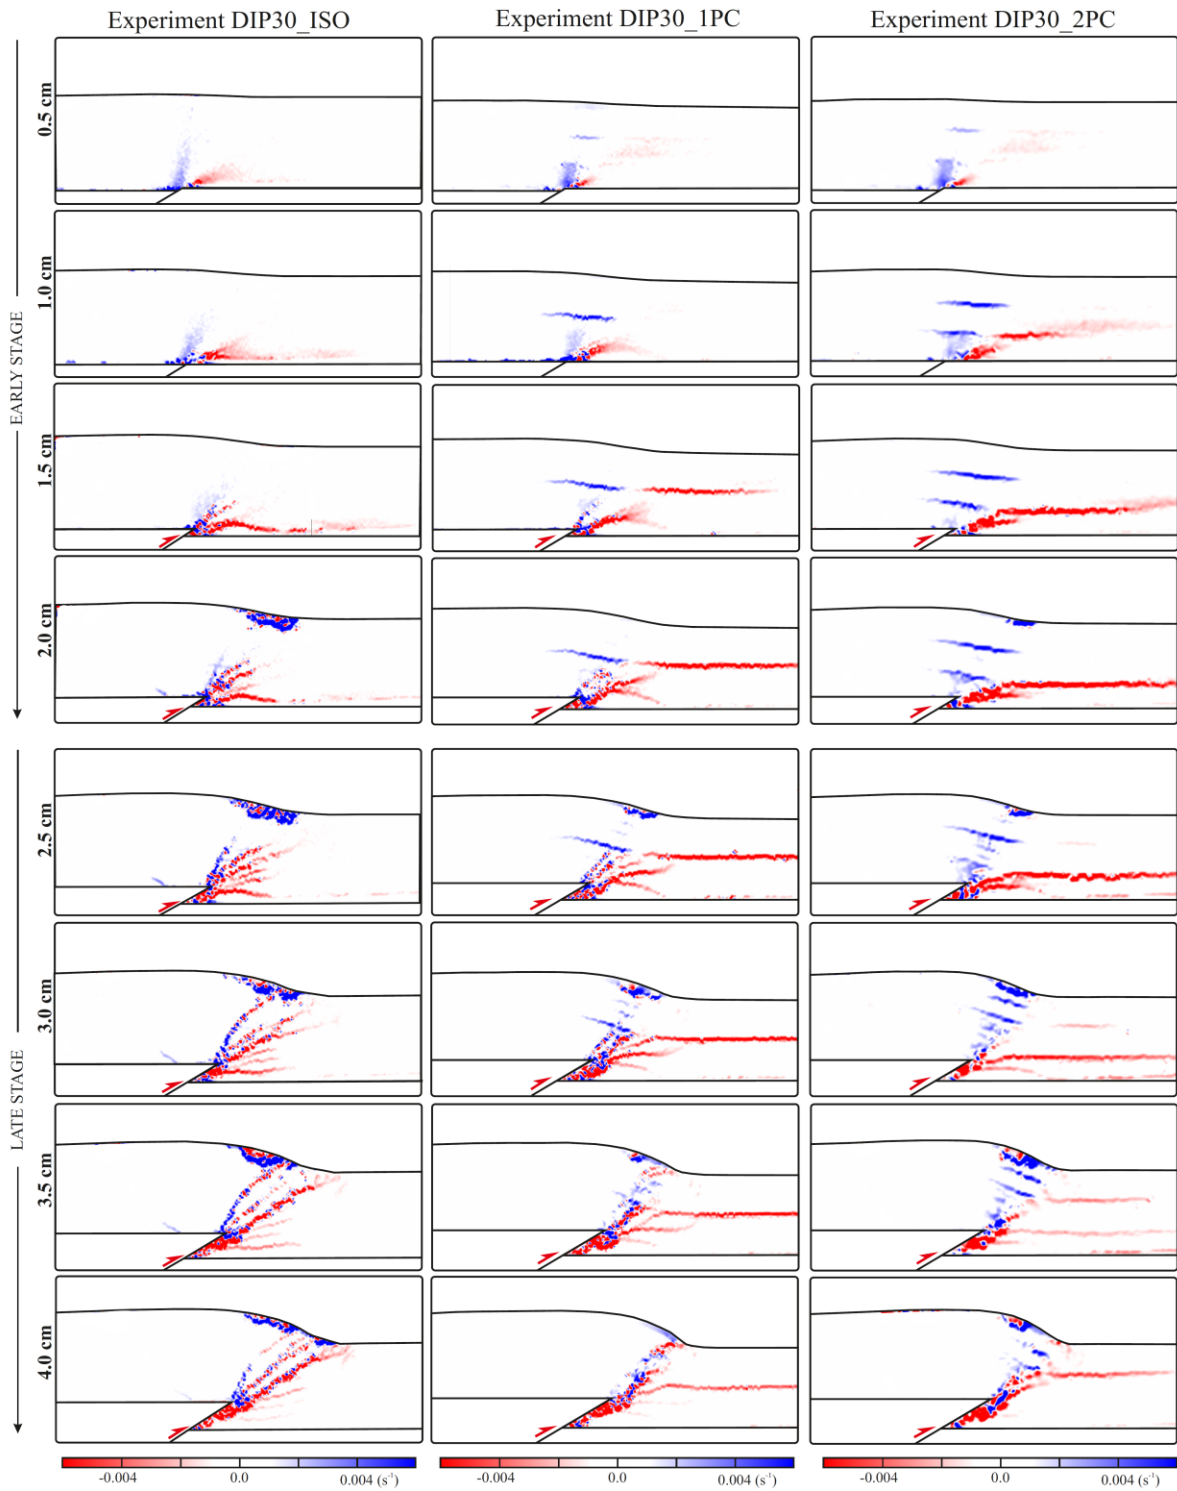 Experiment DIP30_ISO
Experiment DIP30_1PC
Experiment DIP30_2PC
EARLY STAGE
0.5 cm
1.0 cm
1.5 cm
2.0 cm
LATE STAGE
2.5 cm
3.0 cm
3.5 cm
4.0 cm
-0.004 0.0 0.004 (s⁻¹)
-0.004 0.0 0.004 (s⁻¹)
-0.004 0.0 0.004 (s⁻¹)